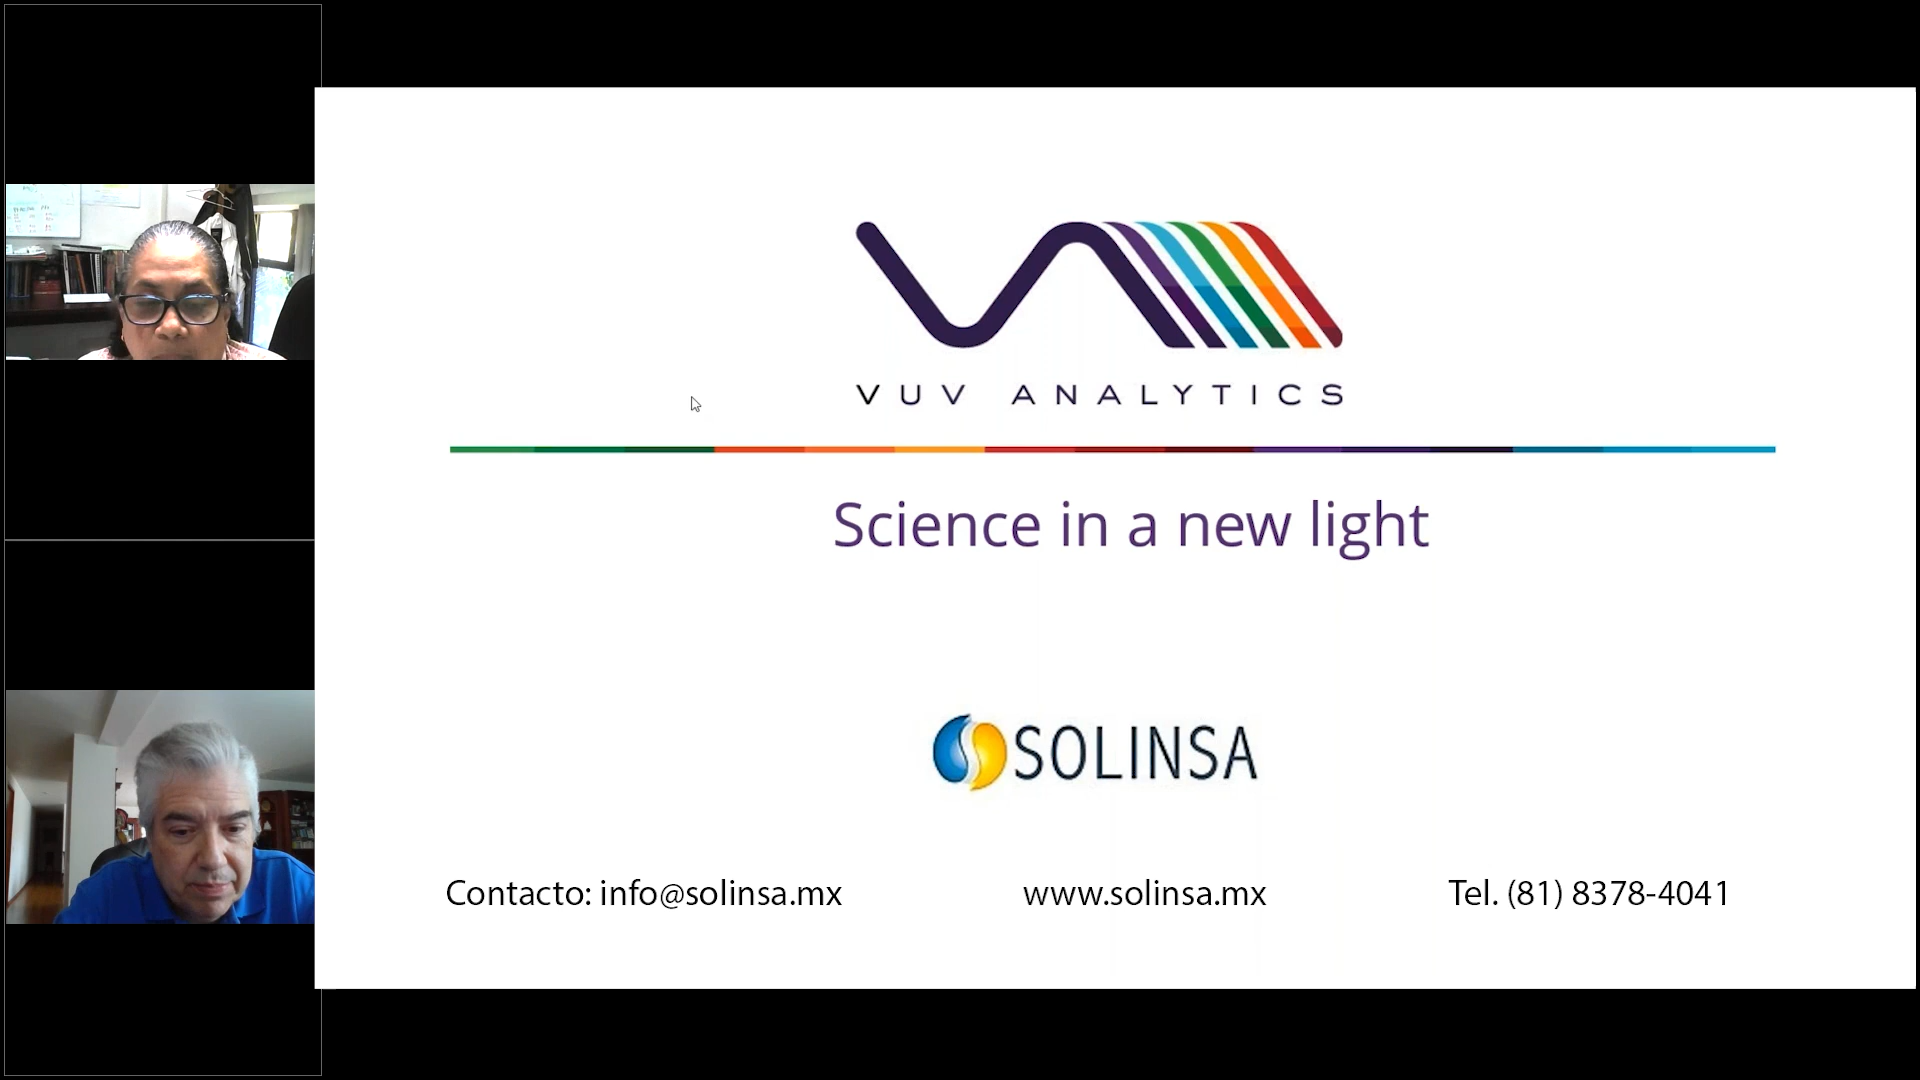 VUV ANALYTICS
Science in a new light
SOLINSA
Contacto: info@solinsa.mx
www.solinsa.mx
Tel. (81) 8378-4041